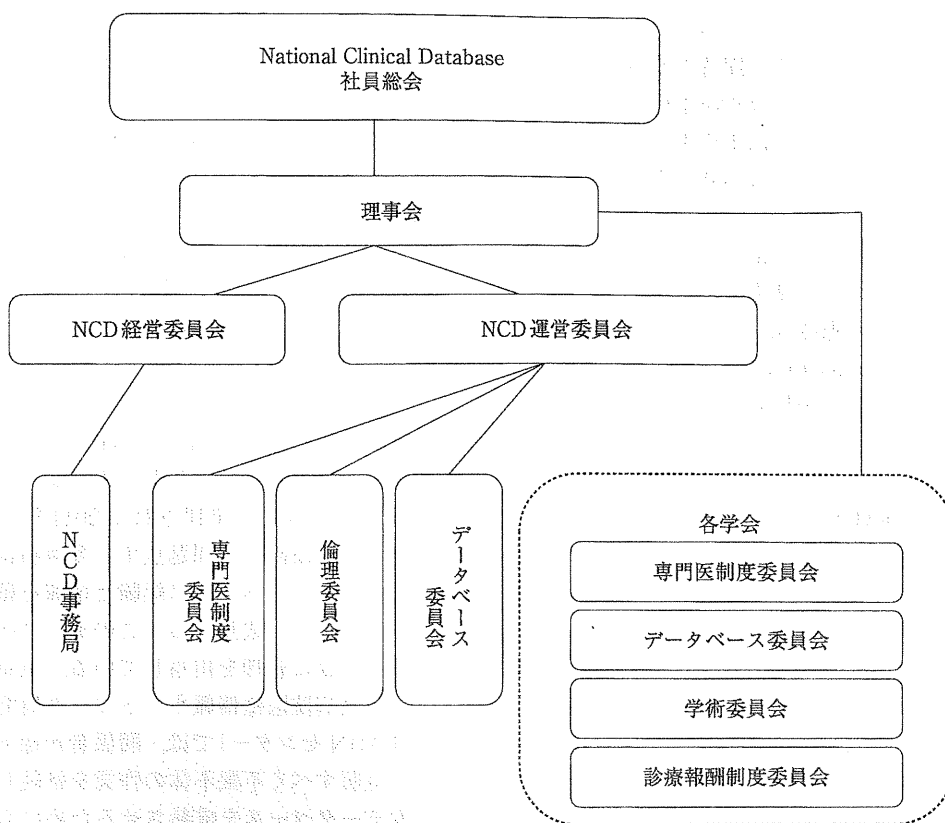 National Clinical Database
社員総会
理事会
NCD経営委員会
NCD運営委員会
NCD事務局
専門医制度
委員会
倫理委員会
データベース
委員会
各学会
専門医制度委員会
データベース委員会
学術委員会
診療報酬制度委員会